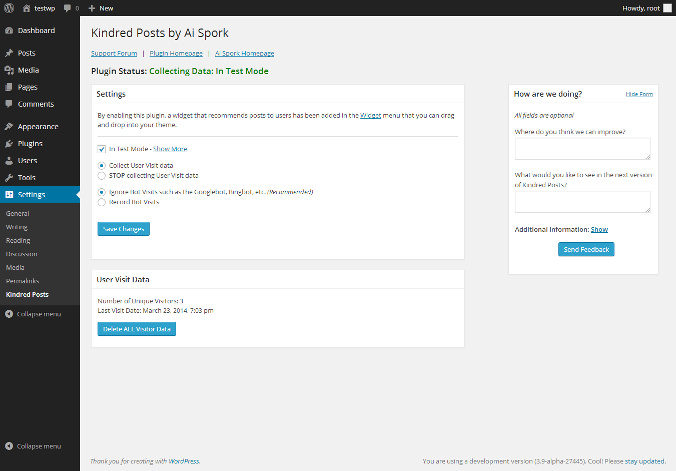 testwp 0 New Howdy, root
Dashboard
Posts
Media
Pages
Comments
Appearance
Plugins
Users
Tools
Settings
General
Writing
Reading
Discussion
Media
Permalinks
Kindred Posts
Collapse menu
Collapse menu
Kindred Posts by Ai Spork
Support Forum | Plugin Homepage | Ai Spork Homepage
Plugin Status: Collecting Data: In Test Mode
Settings
By enabling this plugin, a widget that recommends posts to users has been added in the Widget menu that you can drag
and drop into your theme.
In Test Mode - Show More
Collect User Visit data
STOP collecting User Visit data
Ignore Bot Visits such as the Googlebot, Bingbot, etc. (Recommended)
Record Bot Visits
Save Changes
User Visit Data
Number of Unique Visitors: 3
Last Visit Date: March 23, 2014, 7:03 pm
Delete ALL Visitor Data
How are we doing? Hide Form
All fields are optional
Where do you think we can improve?
What would you like to see in the next version
of Kindred Posts?
Additional Information: Show
Send Feedback
Thank you for creating with WordPress.
You are using a development version (3.9-alpha-27445). Cool! Please stay updated.